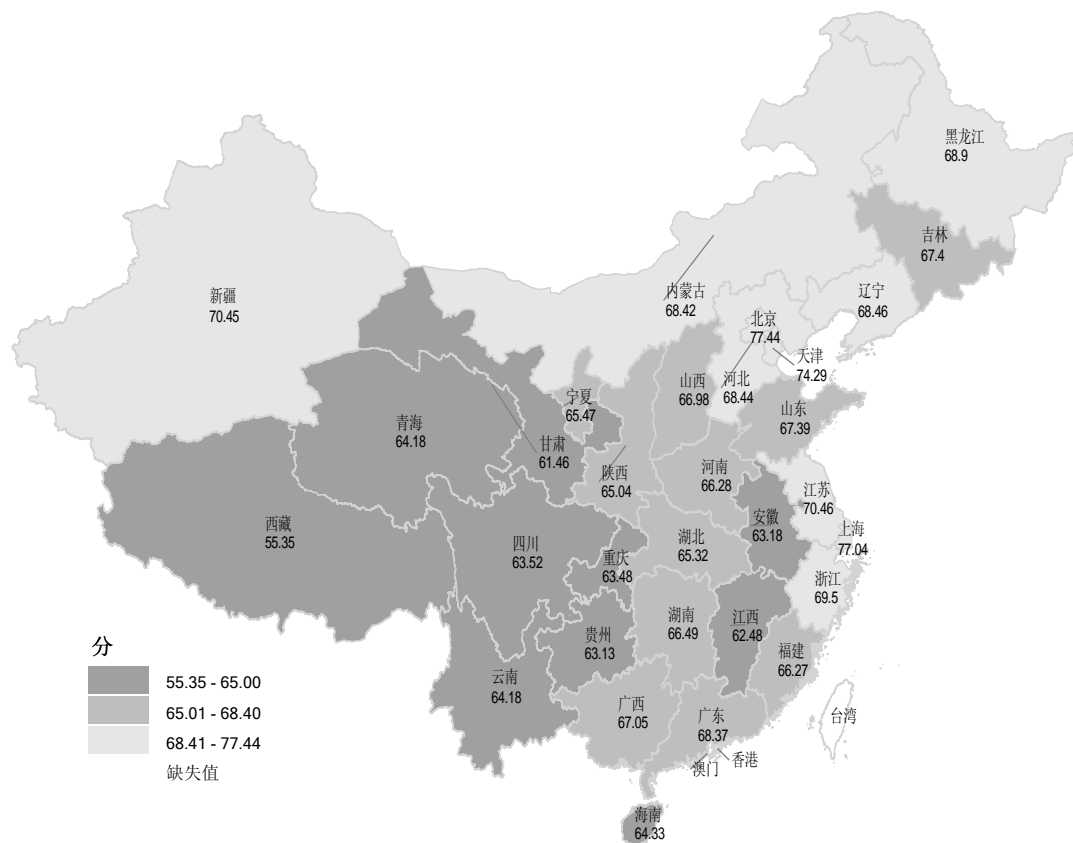 黑龙江
68.9
吉林
67.4
辽宁
68.46
内蒙古
68.42
新疆
70.45
北京
77.44
天津
74.29
河北
68.44
山西
66.98
宁夏
65.47
山东
67.39
青海
64.18
甘肃
61.46
陕西
65.04
河南
66.28
江苏
70.46
安徽
63.18
上海
77.04
西藏
55.35
四川
63.52
重庆
63.48
湖北
65.32
浙江
69.5
湖南
66.49
江西
62.48
贵州
63.13
福建
66.27
云南
64.18
广西
67.05
广东
68.37
台湾
香港
澳门
海南
64.33
分
55.35 - 65.00
65.01 - 68.40
68.41 - 77.44
缺失值